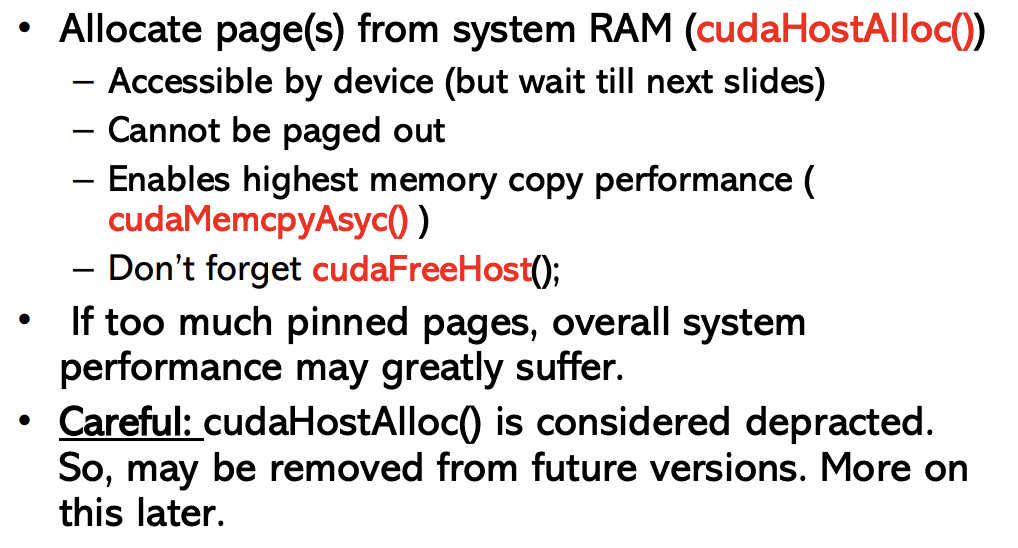 • Allocate page(s) from system RAM (cudaHostAlloc())
– Accessible by device (but wait till next slides)
– Cannot be paged out
– Enables highest memory copy performance (
cudaMemcpyAsyc() )
– Don't forget cudaFreeHost();
• If too much pinned pages, overall system
performance may greatly suffer.
• Careful: cudaHostAlloc() is considered depracted.
So, may be removed from future versions. More on
this later.